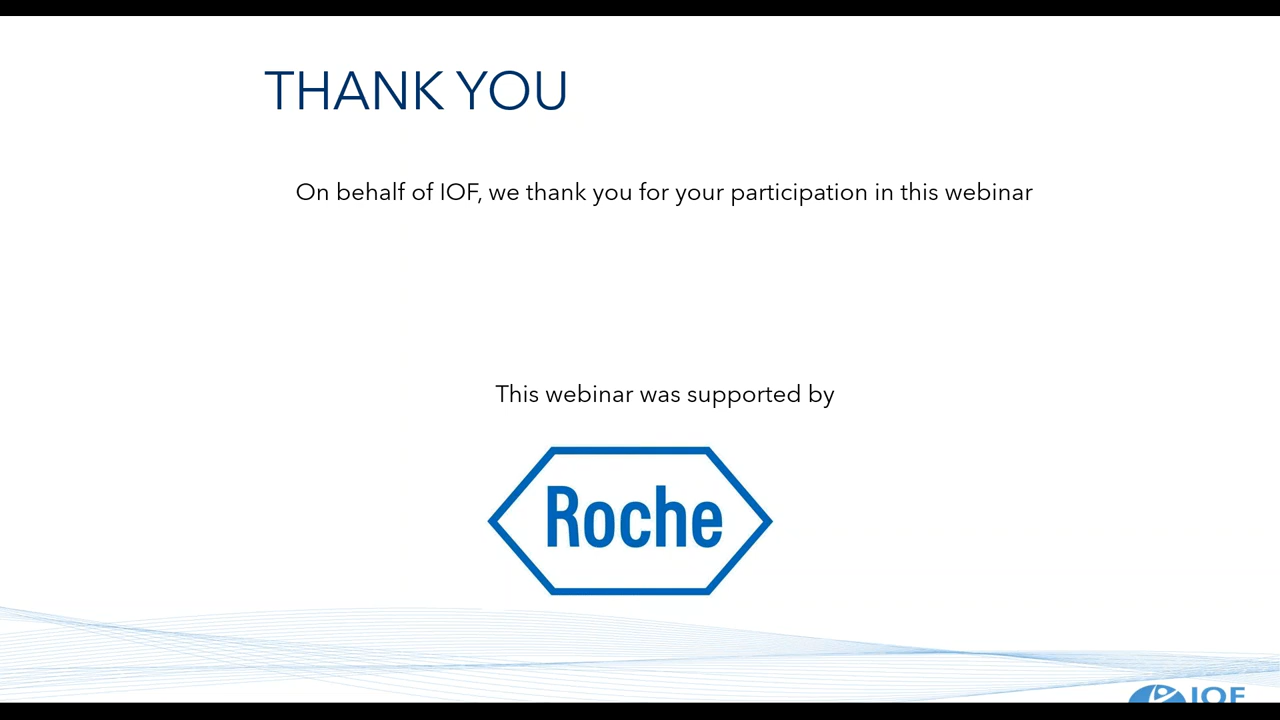 THANK YOU
On behalf of IOF, we thank you for your participation in this webinar
This webinar was supported by
Roche
IOF